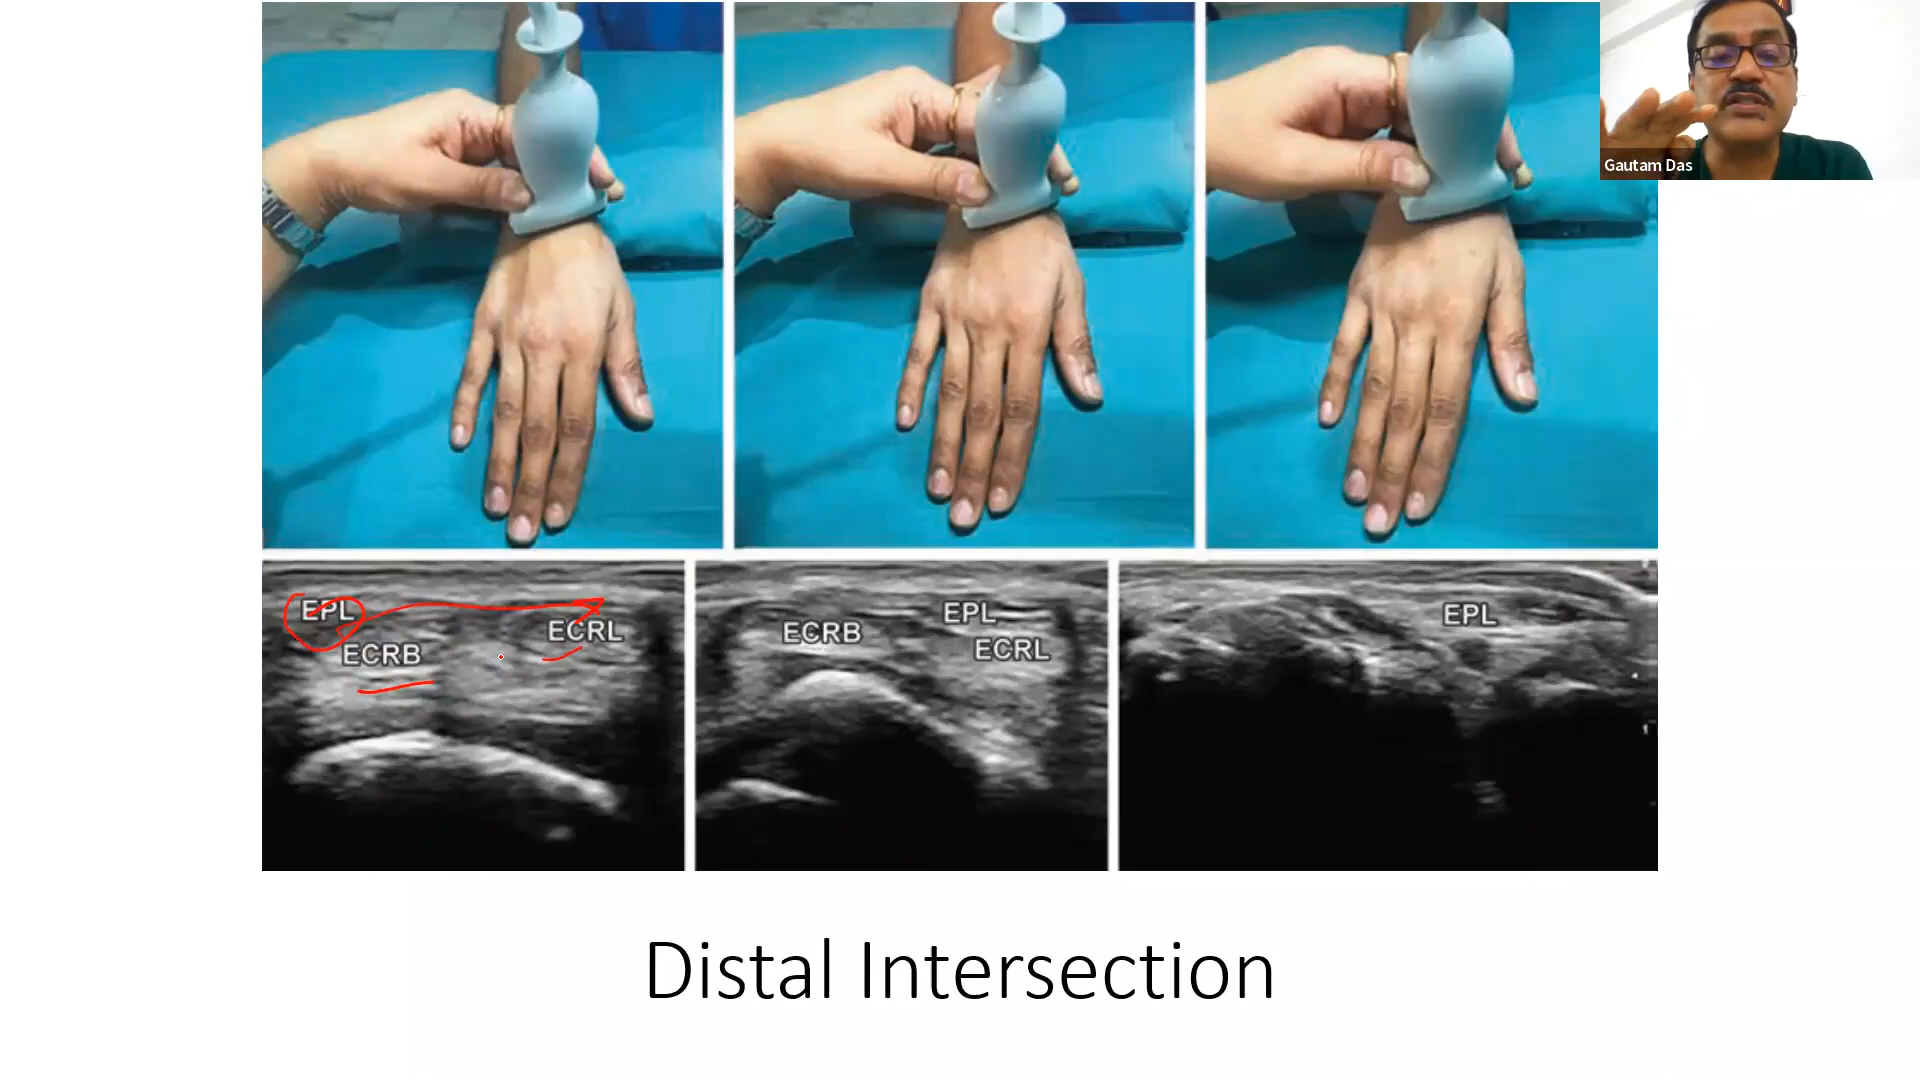 Gautam Das
EPL
ECRB
ECRL
ECRB
EPL
ECRL
EPL
Distal Intersection